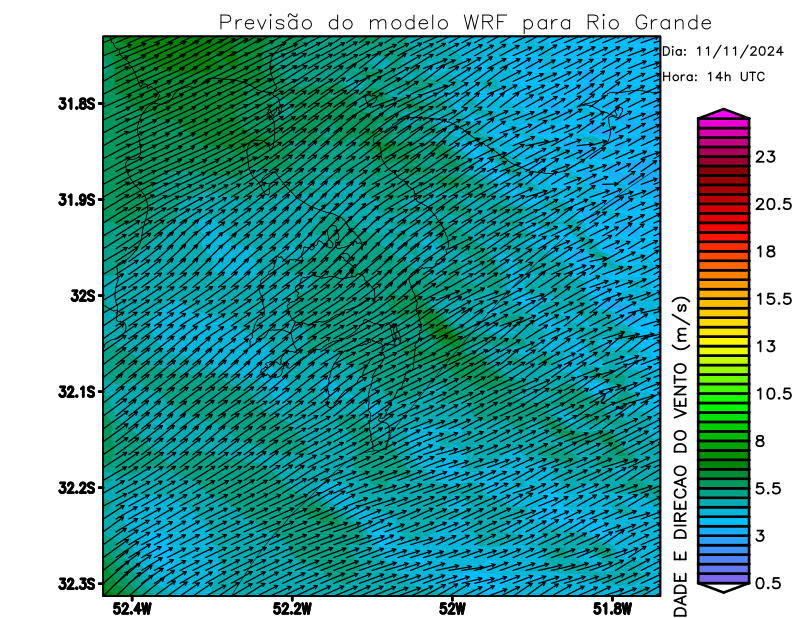 Previsão do modelo WRF para Rio Grande
Dia: 11/11/2024
Hora: 14h UTC
31.8S
31.9S
32S
32.1S
32.2S
32.3S
52.4W
52.2W
52W
51.8W
DADE E DIRECAO DO VENTO (m/s)
23
20.5
18
15.5
13
10.5
8
5.5
3
0.5